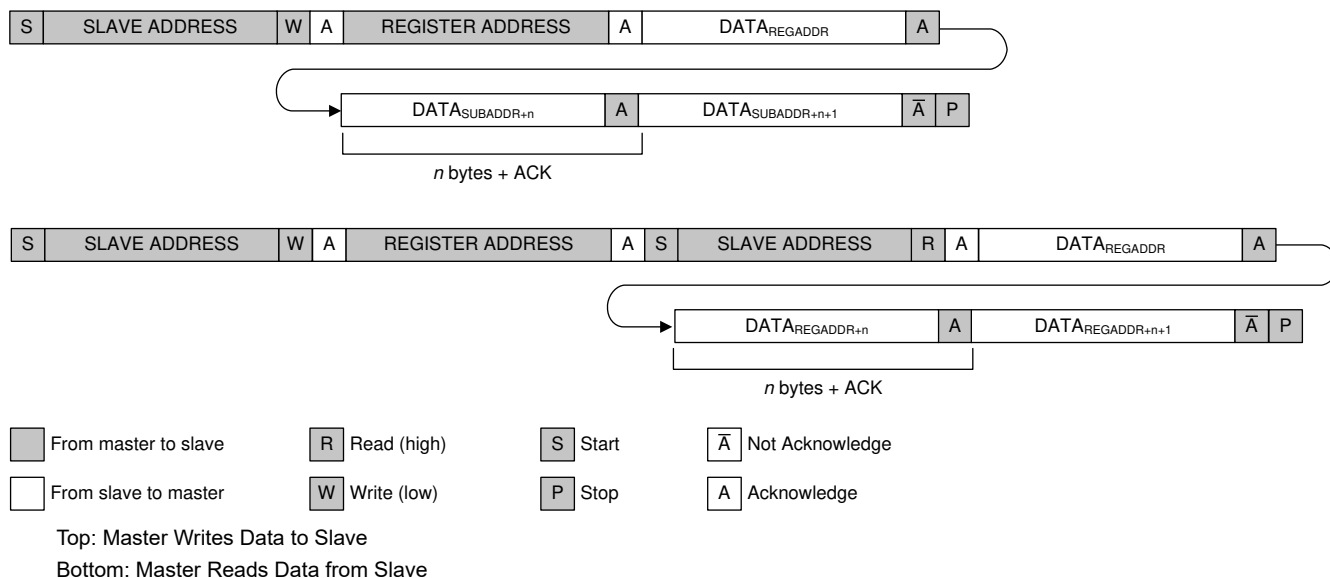 S SLAVE ADDRESS W A REGISTER ADDRESS A DATAREGADDR A
DATASUBADDR+n A DATASUBADDR+n+1 A̅ P
n bytes + ACK
S SLAVE ADDRESS W A REGISTER ADDRESS A S SLAVE ADDRESS R A DATAREGADDR A
DATAREGADDR+n A DATAREGADDR+n+1 A̅ P
n bytes + ACK
From master to slave R Read (high) S Start A̅ Not Acknowledge
From slave to master W Write (low) P Stop A Acknowledge
Top: Master Writes Data to Slave
Bottom: Master Reads Data from Slave